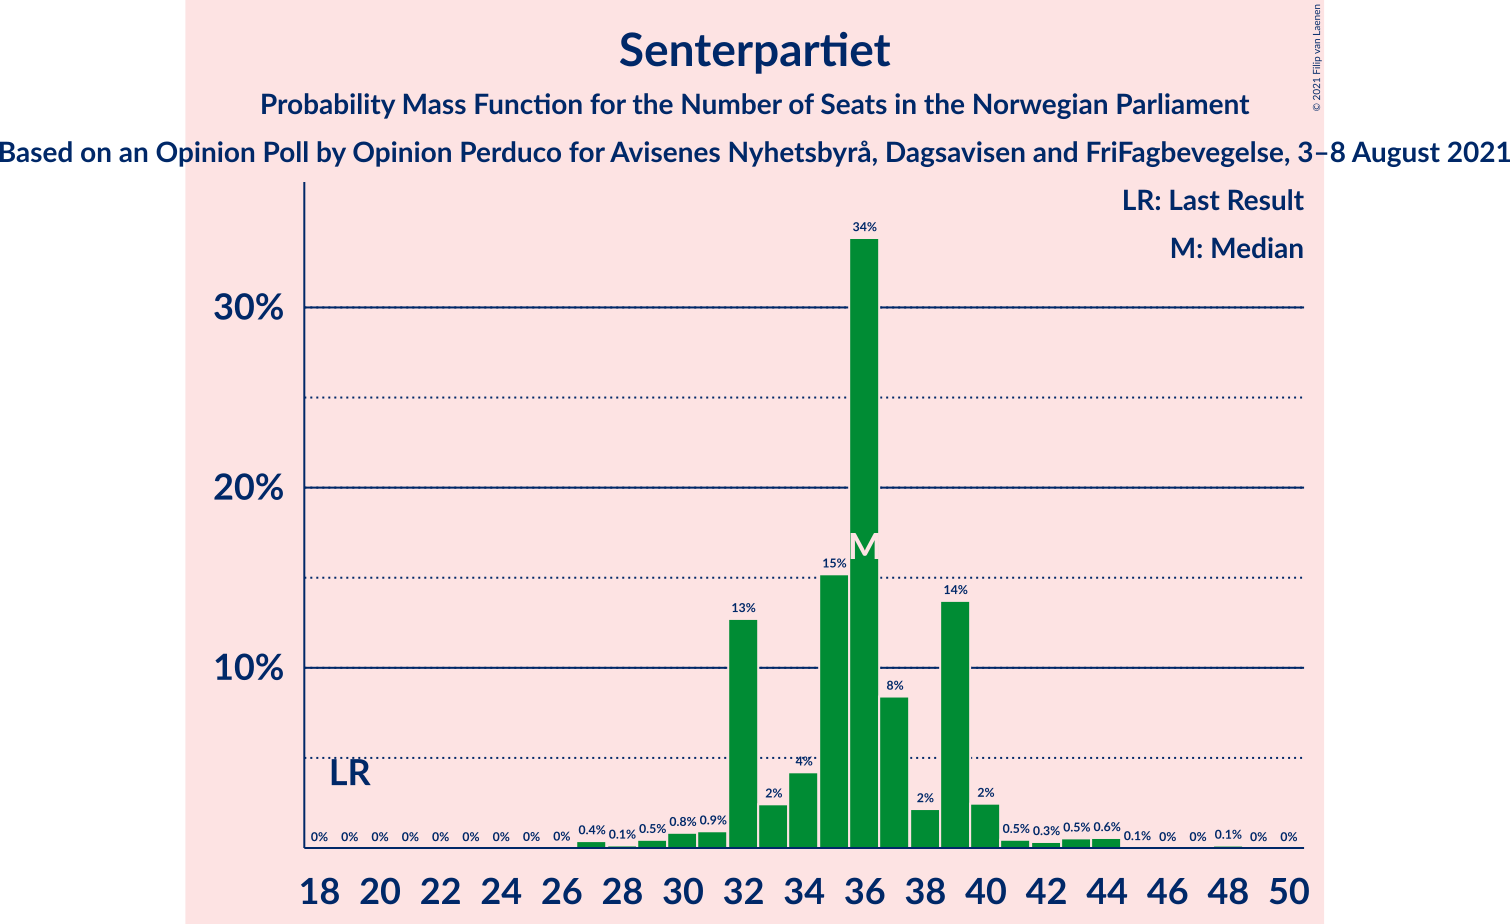 Senterpartiet
Probability Mass Function for the Number of Seats in the Norwegian Parliament
Based on an Opinion Poll by Opinion Perduco for Avisenes Nyhetsbyrå, Dagsavisen and FriFagbevegelse, 3–8 August 2021
© 2021 Filip van Laenen
LR: Last Result
M: Median
30%
20%
10%
LR
M
0% 0% 0% 0% 0% 0% 0% 0% 0% 0.4% 0.1% 0.5% 0.8% 0.9% 13% 2% 4% 15% 34% 8% 2% 14% 2% 0.5% 0.3% 0.5% 0.6% 0.1% 0% 0% 0.1% 0% 0%
18 20 22 24 26 28 30 32 34 36 38 40 42 44 46 48 50